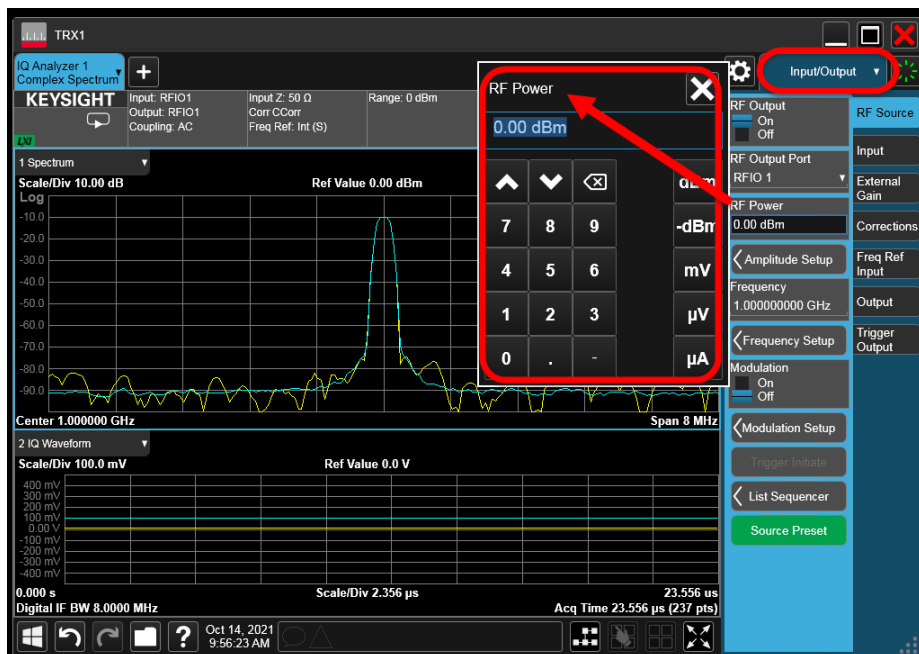 TRX1
IQ Analyzer 1
Complex Spectrum
+
Input/Output
KEYSIGHT
LXI
Input: RFIO1
Output: RFIO1
Coupling: AC
Input Z: 50 Ω
Corr CCorr
Freq Ref: Int (S)
Range: 0 dBm
1 Spectrum
Scale/Div 10.00 dB
Ref Value 0.00 dBm
Log
-10.0
-20.0
-30.0
-40.0
-50.0
-60.0
-70.0
-80.0
-90.0
Center 1.000000 GHz
Span 8 MHz
2 IQ Waveform
Scale/Div 100.0 mV
Ref Value 0.0 V
400 mV
300 mV
200 mV
100 mV
0.00 V
-100 mV
-200 mV
-300 mV
-400 mV
0.000 s
Scale/Div 2.356 µs
23.556 us
Digital IF BW 8.0000 MHz
Acq Time 23.556 µs (237 pts)
RF Power
0.00 dBm
dBm
7 8 9 -dBm
4 5 6 mV
1 2 3 µV
0 . - µA
RF Output
On
Off
RF Output Port
RFIO 1
RF Power
0.00 dBm
Amplitude Setup
Frequency
1.000000000 GHz
Frequency Setup
Modulation
On
Off
Modulation Setup
Trigger Initiate
List Sequencer
Source Preset
RF Source
Input
External
Gain
Corrections
Freq Ref
Input
Output
Trigger
Output
?
Oct 14, 2021
9:56:23 AM